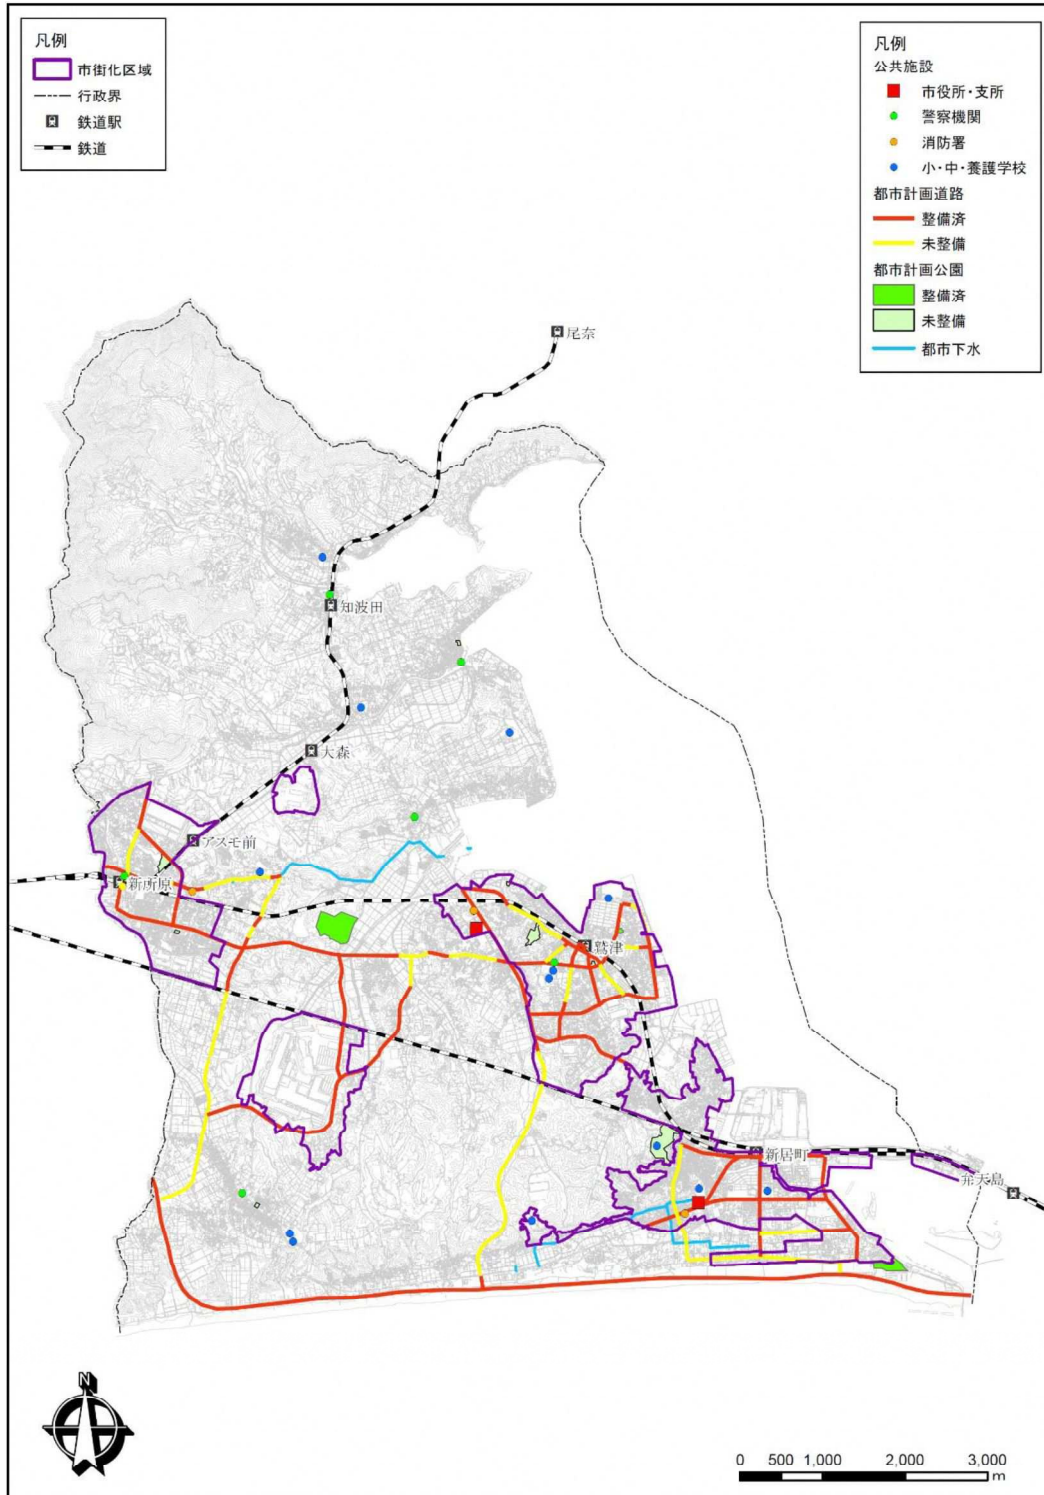 凡例
市街化区域
行政界
鉄道駅
鉄道
凡例
公共施設
市役所・支所
警察機関
消防署
小・中・養護学校
都市計画道路
整備済
未整備
都市計画公園
整備済
未整備
都市下水
尾奈
知波田
大森
アスモ前
新所原
鷲津
新居町
弁天島
N
0 500 1,000 2,000 3,000
m